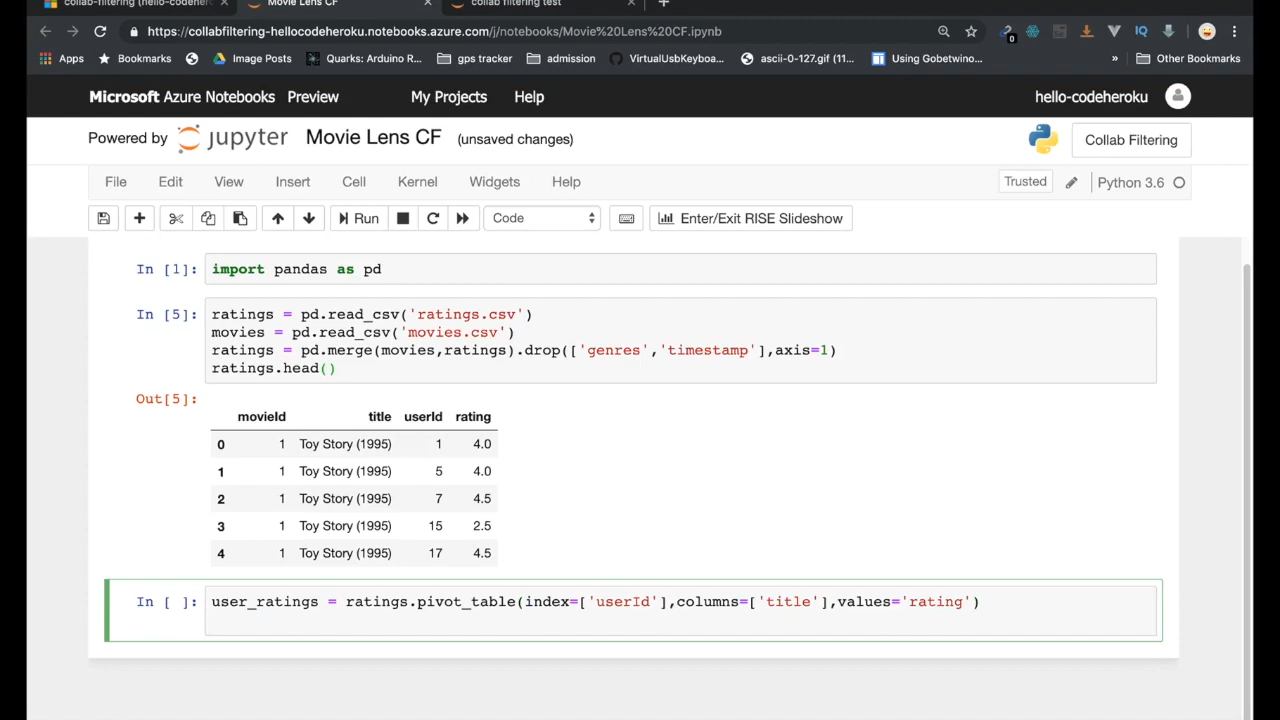 collab-filtering (hello-codeherok
Movie Lens CF
collab filtering test
https://collabfiltering-hellocodeheroku.notebooks.azure.com/j/notebooks/Movie%20Lens%20CF.ipynb
0
IQ
Apps
Bookmarks
Image Posts
Quarks: Arduino R...
gps tracker
admission
VirtualUsbKeyboa...
ascii-0-127.gif (11...
Using Gobetwino...
»
Other Bookmarks
Microsoft Azure Notebooks Preview
My Projects
Help
hello-codeheroku
Powered by jupyter Movie Lens CF (unsaved changes)
Collab Filtering
File Edit View Insert Cell Kernel Widgets Help
Trusted
Python 3.6
Run
Code
Enter/Exit RISE Slideshow
In [1]: import pandas as pd
In [5]: ratings = pd.read_csv('ratings.csv')
movies = pd.read_csv('movies.csv')
ratings = pd.merge(movies,ratings).drop(['genres','timestamp'],axis=1)
ratings.head()
Out[5]:
movieId title userId rating
0 1 Toy Story (1995) 1 4.0
1 1 Toy Story (1995) 5 4.0
2 1 Toy Story (1995) 7 4.5
3 1 Toy Story (1995) 15 2.5
4 1 Toy Story (1995) 17 4.5
In [ ]: user_ratings = ratings.pivot_table(index=['userId'],columns=['title'],values='rating')